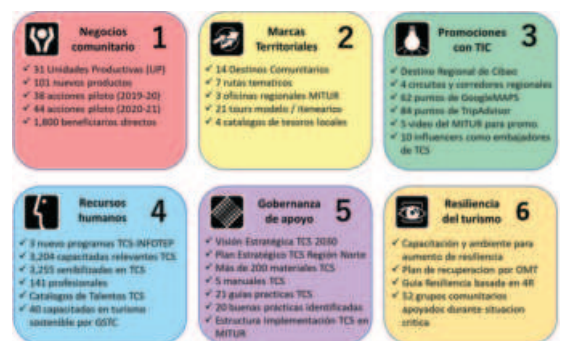 Negocios
comunitario
1
✓ 31 Unidades Productivas (UP)
✓ 101 nuevos productos
✓ 38 acciones piloto (2019-20)
✓ 44 acciones piloto (2020-21)
✓ 1,800 beneficiarios directos
Marcas
Territoriales
2
✓ 14 Destinos Comunitarios
✓ 7 rutas tematicos
✓ 3 oficinas regionales MITUR
✓ 21 tours modelo / itenearios
✓ 4 catalogos de tesoros locales
Promociones
con TIC
3
✓ Destino Regional de Cibao
✓ 4 circuitos y corredores regionales
✓ 62 puntos de GoogleMAPS
✓ 84 puntos de TripAdvisor
✓ 5 video del MITUR para promo
✓ 10 influencers como embajadores
de TCS
Recursos
humanos
4
✓ 3 nuevo programas TCS-INFOTEP
✓ 3,204 capacitadas relevantes TCS
✓ 3,255 sensibilizadas en TCS
✓ 141 profesionales
✓ Catalogos de Talentos TCS
✓ 40 capacitadas en turismo
sostenible por GSTC
Gobernanza
de apoyo
5
✓ Visión Estratégica TCS 2030
✓ Plan Estratégico TCS Región Norte
✓ Más de 200 materiales TCS
✓ 5 manuales TCS
✓ 21 guias practicas TCS
✓ 20 buenas practicas identificadas
✓ Estructura Implementación TCS en
MITUR
Resiliencia
del turismo
6
✓ Capacitación y ambiente para
aumento de resiliencia
✓ Plan de recuperacion por OMT
✓ Guia Resiliencia basada en 4R
✓ 52 grupos comunitarios
apoyados durante situacion
critica